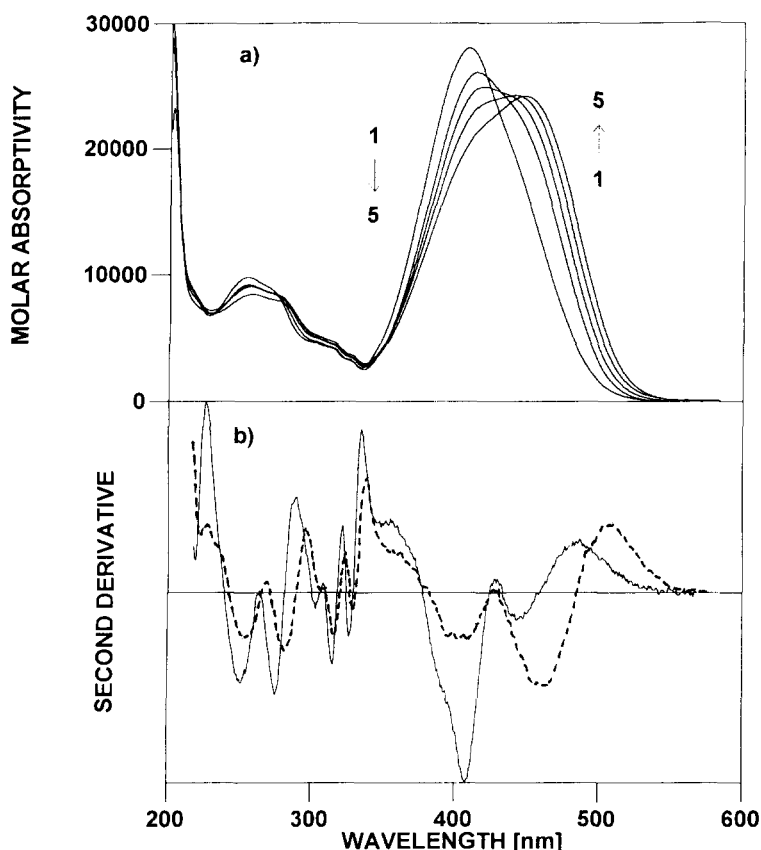 30000
a)
MOLAR ABSORPTIVITY
20000
1
5
5
1
10000
0
b)
SECOND DERIVATIVE
200 300 400 500 600
WAVELENGTH [nm]